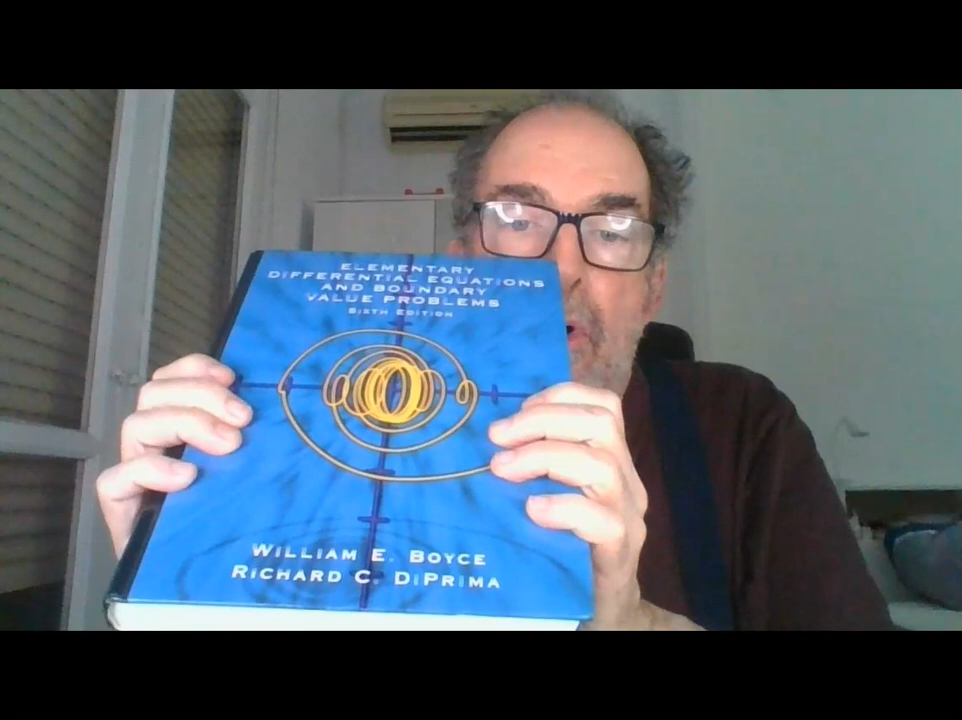 ELEMENTARY
DIFFERENTIAL EQUATIONS
AND BOUNDARY
VALUE PROBLEMS
SIXTH EDITION
WILLIAM E. BOYCE
RICHARD C. DIPRIMA